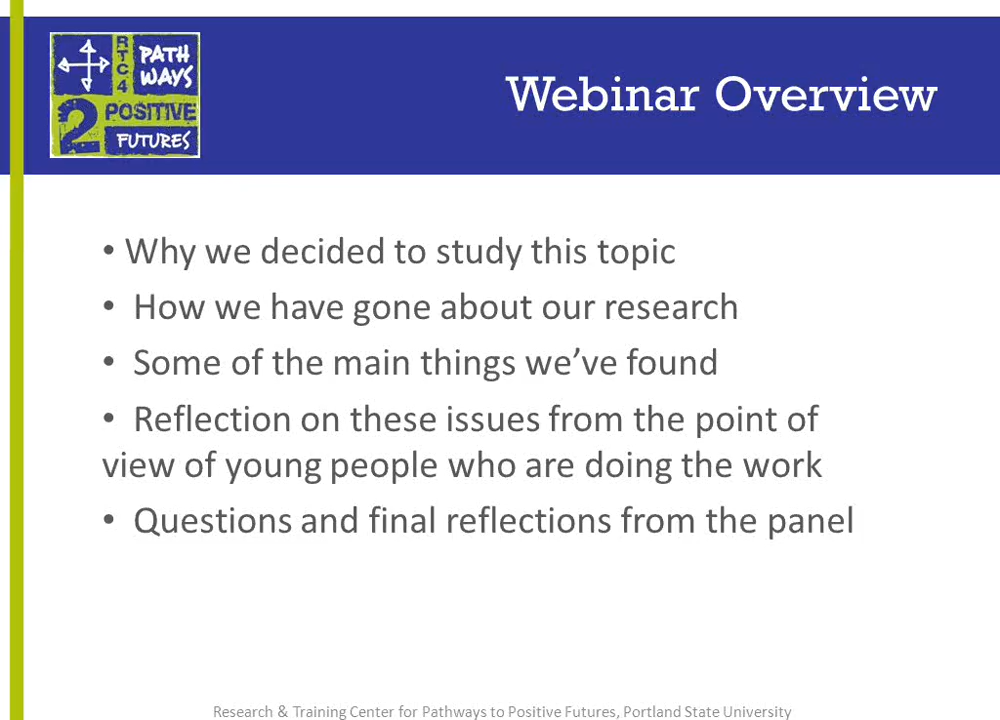 RTC4
PATH
WAYS
2
POSITIVE
FUTURES
Webinar Overview
• Why we decided to study this topic
• How we have gone about our research
• Some of the main things we’ve found
• Reflection on these issues from the point of
view of young people who are doing the work
• Questions and final reflections from the panel
Research & Training Center for Pathways to Positive Futures, Portland State University